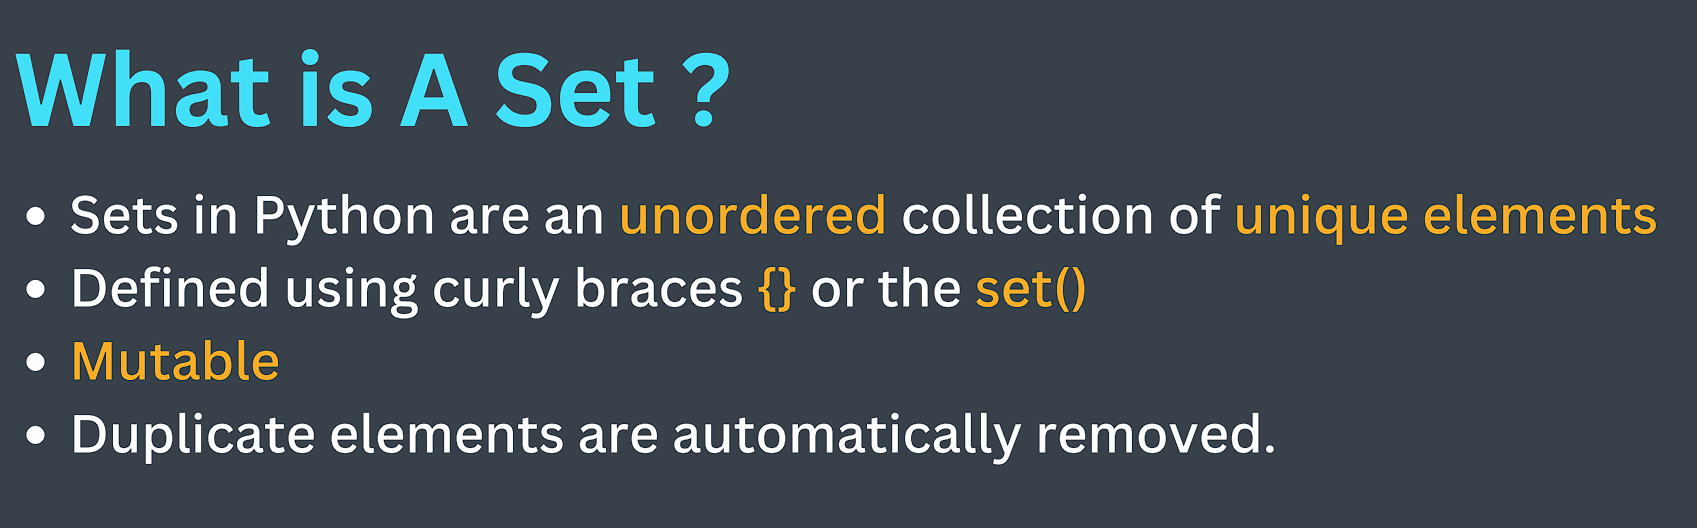 What is A Set ?
• Sets in Python are an unordered collection of unique elements
• Defined using curly braces {} or the set()
• Mutable
• Duplicate elements are automatically removed.